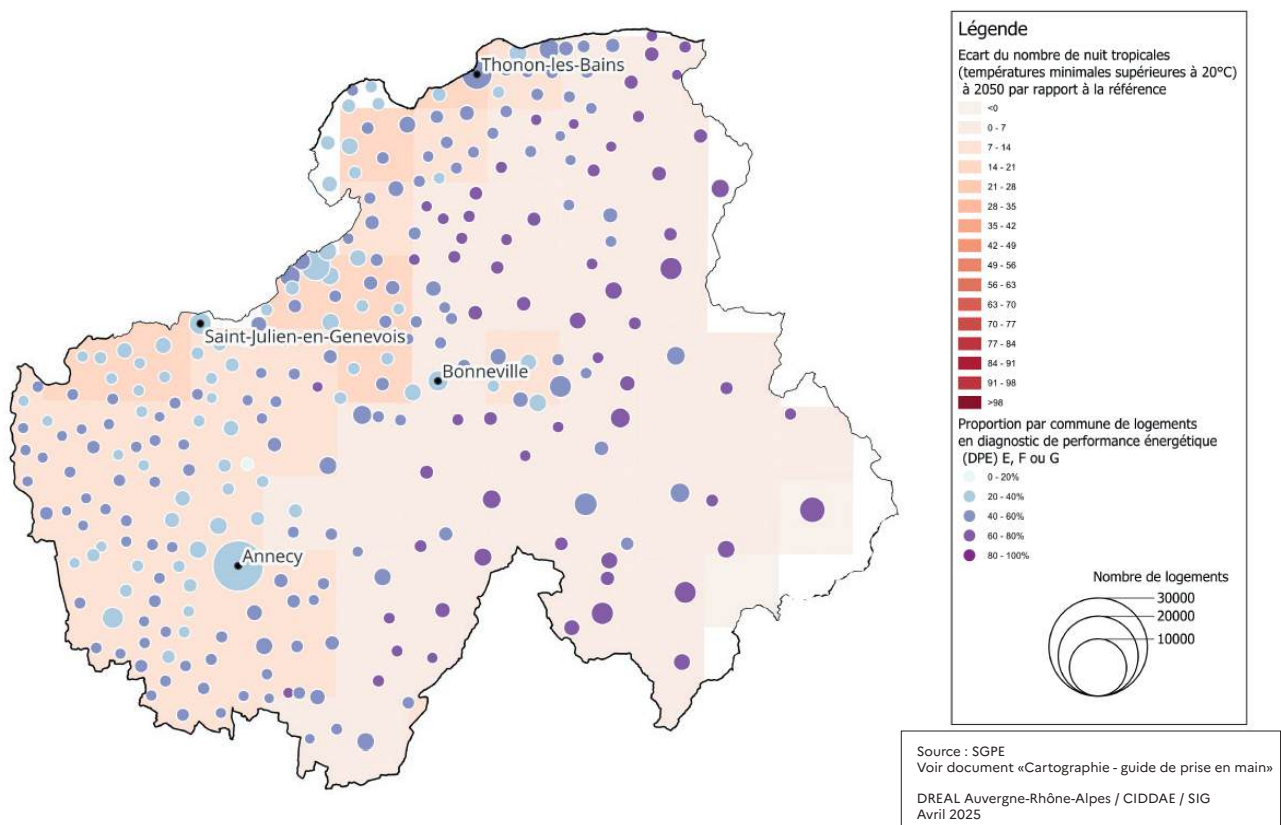 Thonon-les-Bains
Saint-Julien-en-Genevois
Bonneville
Annecy
Légende
Ecart du nombre de nuit tropicales
(températures minimales supérieures à 20°C)
à 2050 par rapport à la référence
<0
0 - 7
7 - 14
14 - 21
21 - 28
28 - 35
35 - 42
42 - 49
49 - 56
56 - 63
63 - 70
70 - 77
77 - 84
84 - 91
91 - 98
>98
Proportion par commune de logements
en diagnostic de performance énergétique
(DPE) E, F ou G
0 - 20%
20 - 40%
40 - 60%
60 - 80%
80 - 100%
Nombre de logements
30000
20000
10000
Source : SGPE
Voir document «Cartographie - guide de prise en main»
DREAL Auvergne-Rhône-Alpes / CIDDAE / SIG
Avril 2025